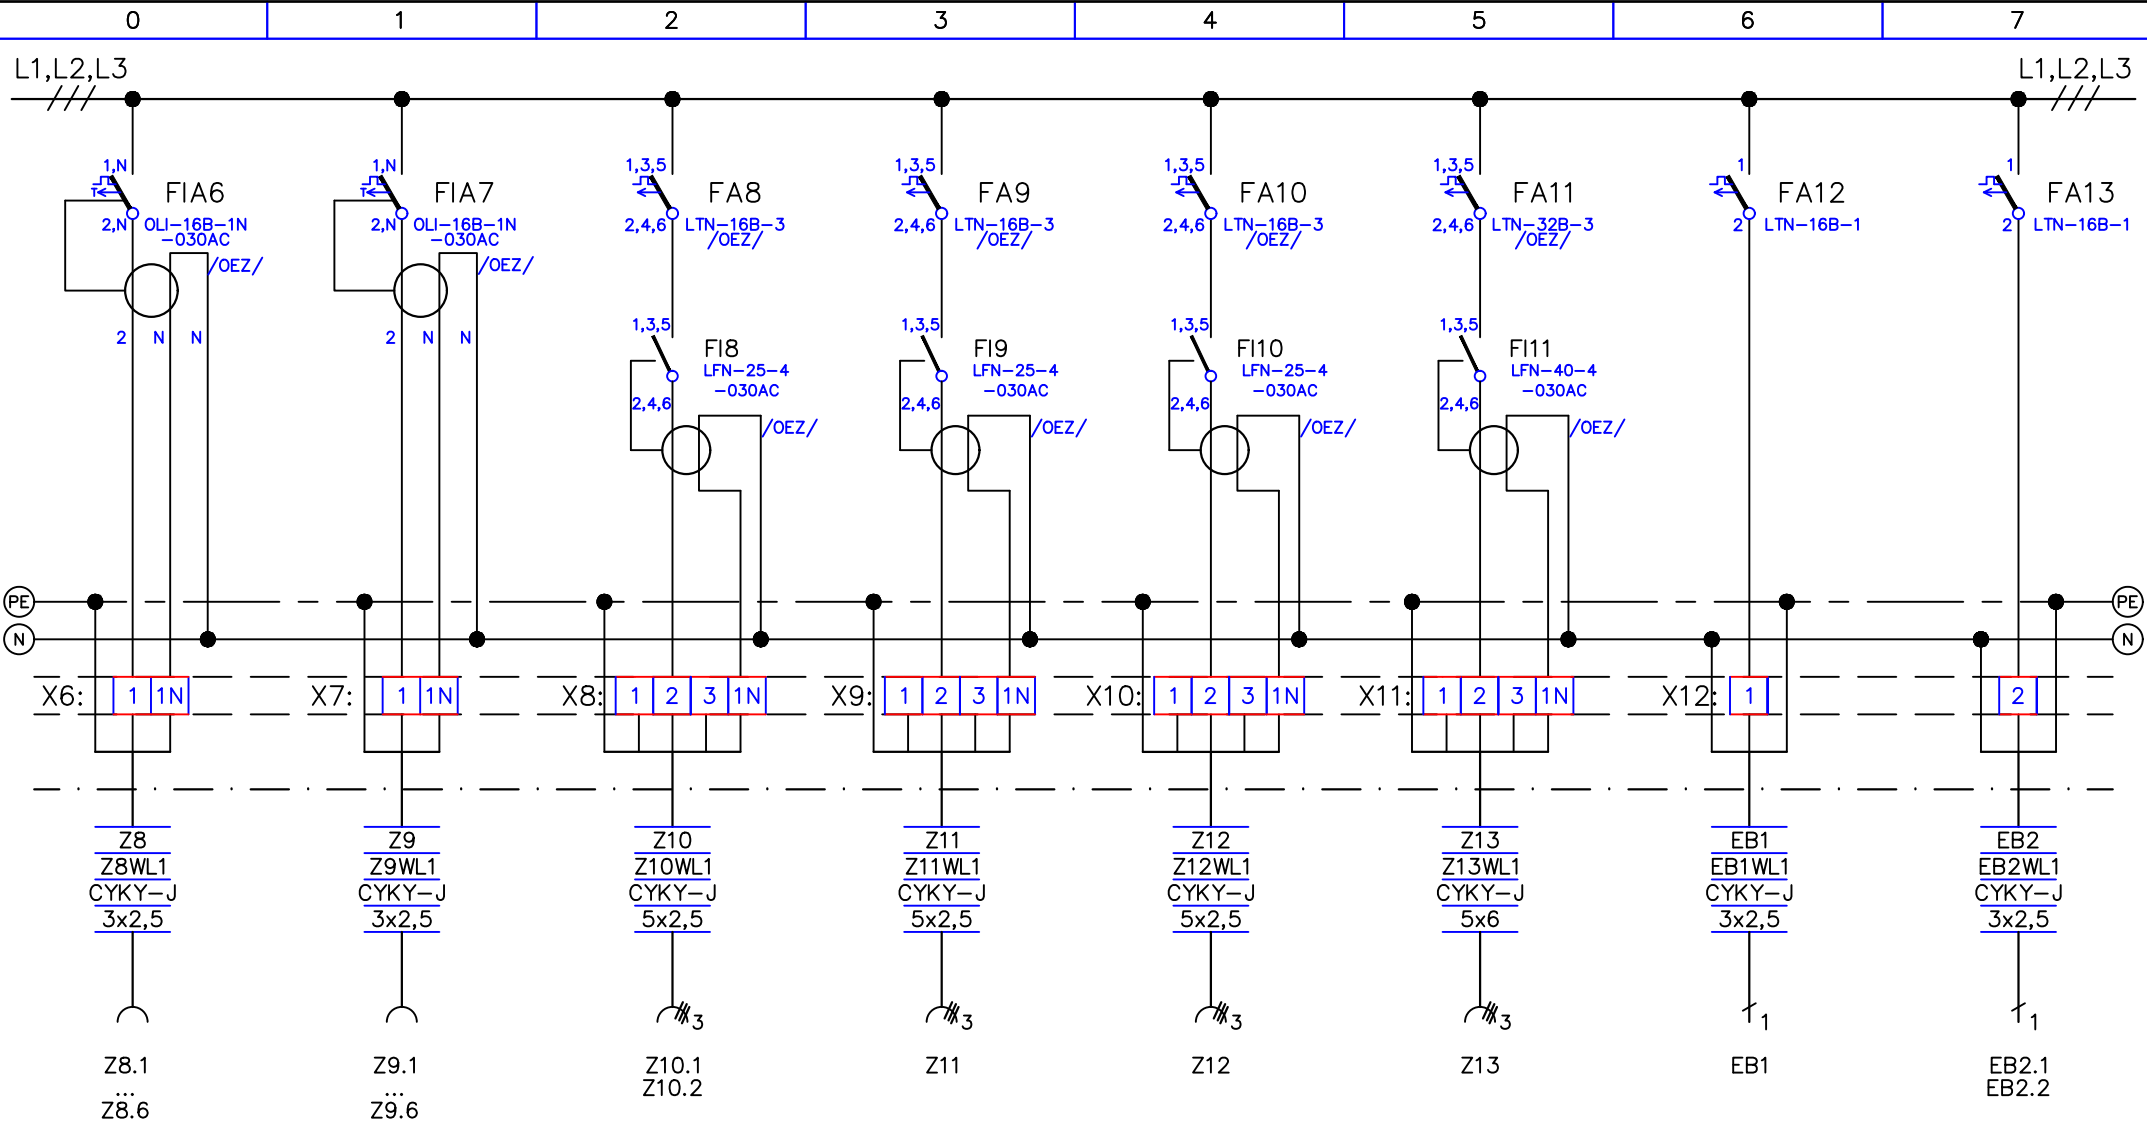 0 1 2 3 4 5 6 7
L1,L2,L3 L1,L2,L3
1,N 1,N 1,3,5 1,3,5 1,3,5 1,3,5 1 1
T T
FIA6 FIA7 FA8 FA9 FA10 FA11 FA12 FA13
2,N OLI-16B-1N 2,N OLI-16B-1N 2,4,6 LTN-16B-3 2,4,6 LTN-16B-3 2,4,6 LTN-16B-3 2,4,6 LTN-32B-3 2 LTN-16B-1 2 LTN-16B-1
-030AC -030AC /OEZ/ /OEZ/ /OEZ/ /OEZ/
/OEZ/ /OEZ/
1,3,5 1,3,5 1,3,5 1,3,5
2 N N 2 N N
FI8 FI9 FI10 FI11
LFN-25-4 LFN-25-4 LFN-25-4 LFN-40-4
-030AC -030AC -030AC -030AC
2,4,6 2,4,6 2,4,6 2,4,6
/OEZ/ /OEZ/ /OEZ/ /OEZ/
PE PE
N N
X6: 1 1N X7: 1 1N X8: 1 2 3 1N X9: 1 2 3 1N X10: 1 2 3 1N X11: 1 2 3 1N X12: 1 2
Z8 Z9 Z10 Z11 Z12 Z13 EB1 EB2
Z8WL1 Z9WL1 Z10WL1 Z11WL1 Z12WL1 Z13WL1 EB1WL1 EB2WL1
CYKY-J CYKY-J CYKY-J CYKY-J CYKY-J CYKY-J CYKY-J CYKY-J
3x2,5 3x2,5 5x2,5 5x2,5 5x2,5 5x6 3x2,5 3x2,5
3 3 3 3 1 1
Z8.1 Z9.1 Z10.1 Z11 Z12 Z13 EB1 EB2.1
... ... Z10.2 EB2.2
Z8.6 Z9.6